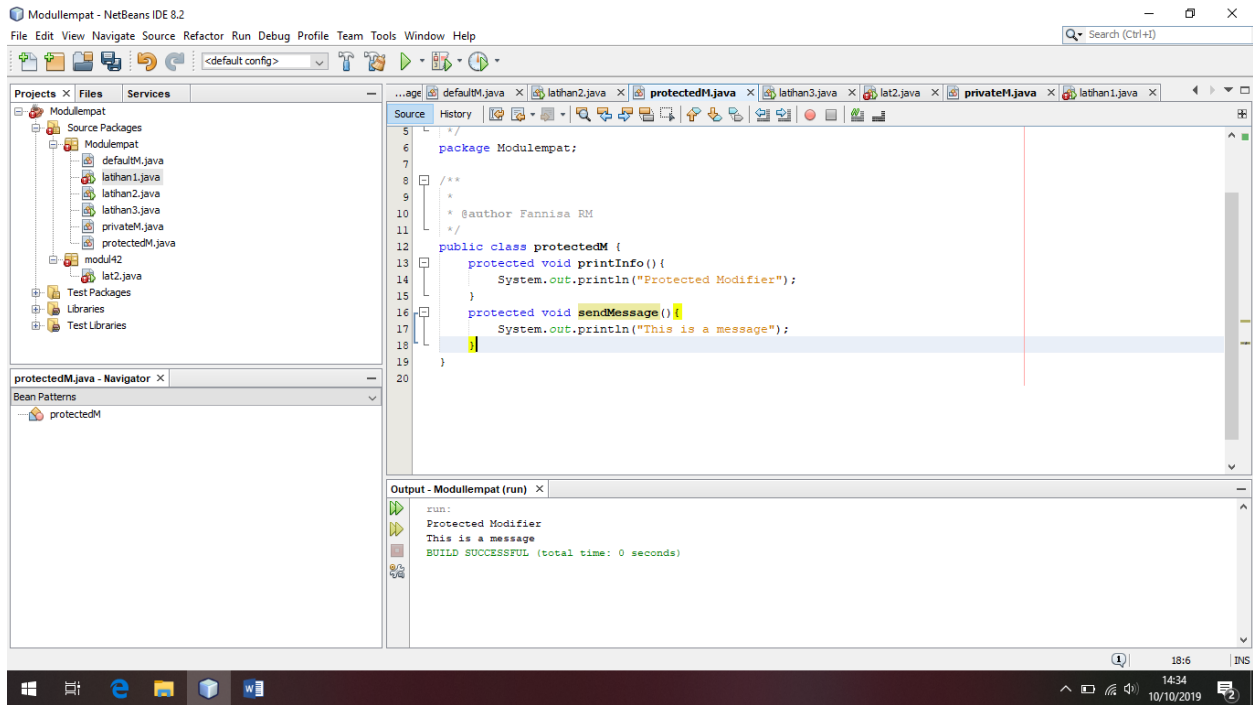 Modullempat - NetBeans IDE 8.2
File Edit View Navigate Source Refactor Run Debug Profile Team Tools Window Help
Search (Ctrl+I)
<default config>
Projects Files Services
Modullempat
Source Packages
Modulempat
defaultM.java
latihan1.java
latihan2.java
latihan3.java
privateM.java
protectedM.java
modul42
lat2.java
Test Packages
Libraries
Test Libraries
protectedM.java - Navigator
Bean Patterns
protectedM
...age defaultM.java latihan2.java protectedM.java latihan3.java lat2.java privateM.java latihan1.java
Source History
5 */
6 package Modulempat;
7
8 /**
9 *
10 * @author Fannisa RM
11 */
12 public class protectedM {
13 protected void printInfo(){
14 System.out.println("Protected Modifier");
15 }
16 protected void sendMessage(){
17 System.out.println("This is a message");
18 }
19 }
20
Output - Modullempat (run)
run:
Protected Modifier
This is a message
BUILD SUCCESSFUL (total time: 0 seconds)
1 18:6 INS
14:34
10/10/2019
2